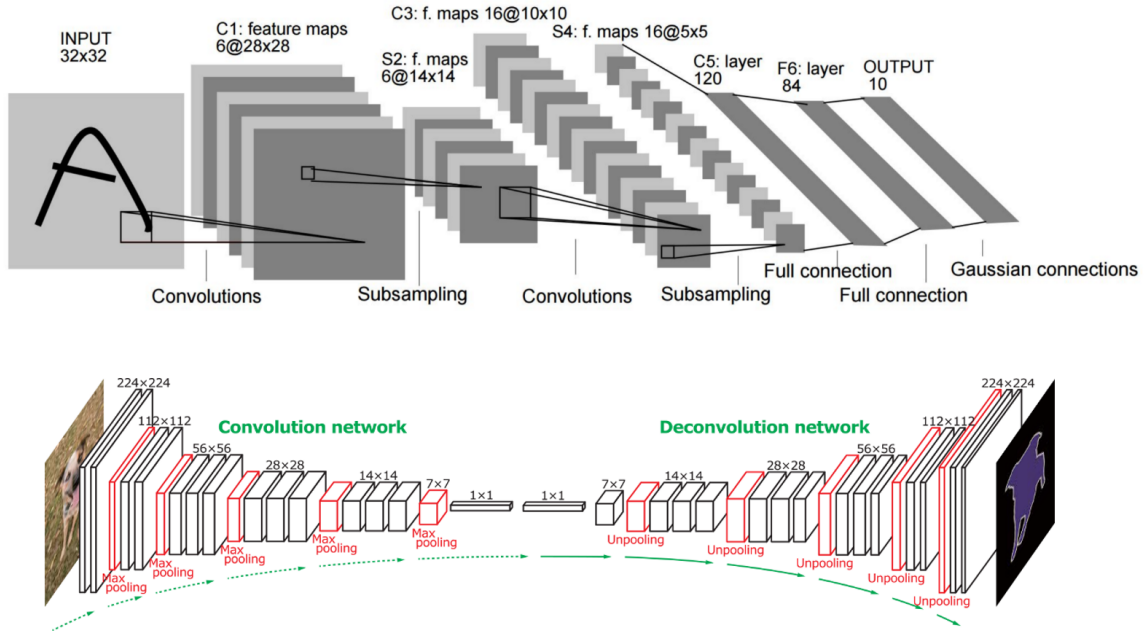 INPUT
32x32
C1: feature maps
6@28x28
S2: f. maps
6@14x14
C3: f. maps 16@10x10
S4: f. maps 16@5x5
C5: layer
120
F6: layer
84
OUTPUT
10
Convolutions
Subsampling
Convolutions
Subsampling
Full connection
Full connection
Gaussian connections
Convolution network
Deconvolution network
224×224
112×112
56×56
28×28
14×14
7×7
1×1
1×1
7×7
14×14
28×28
56×56
112×112
224×224
Max
pooling
Max
pooling
Max
pooling
Max
pooling
Max
pooling
Unpooling
Unpooling
Unpooling
Unpooling
Unpooling